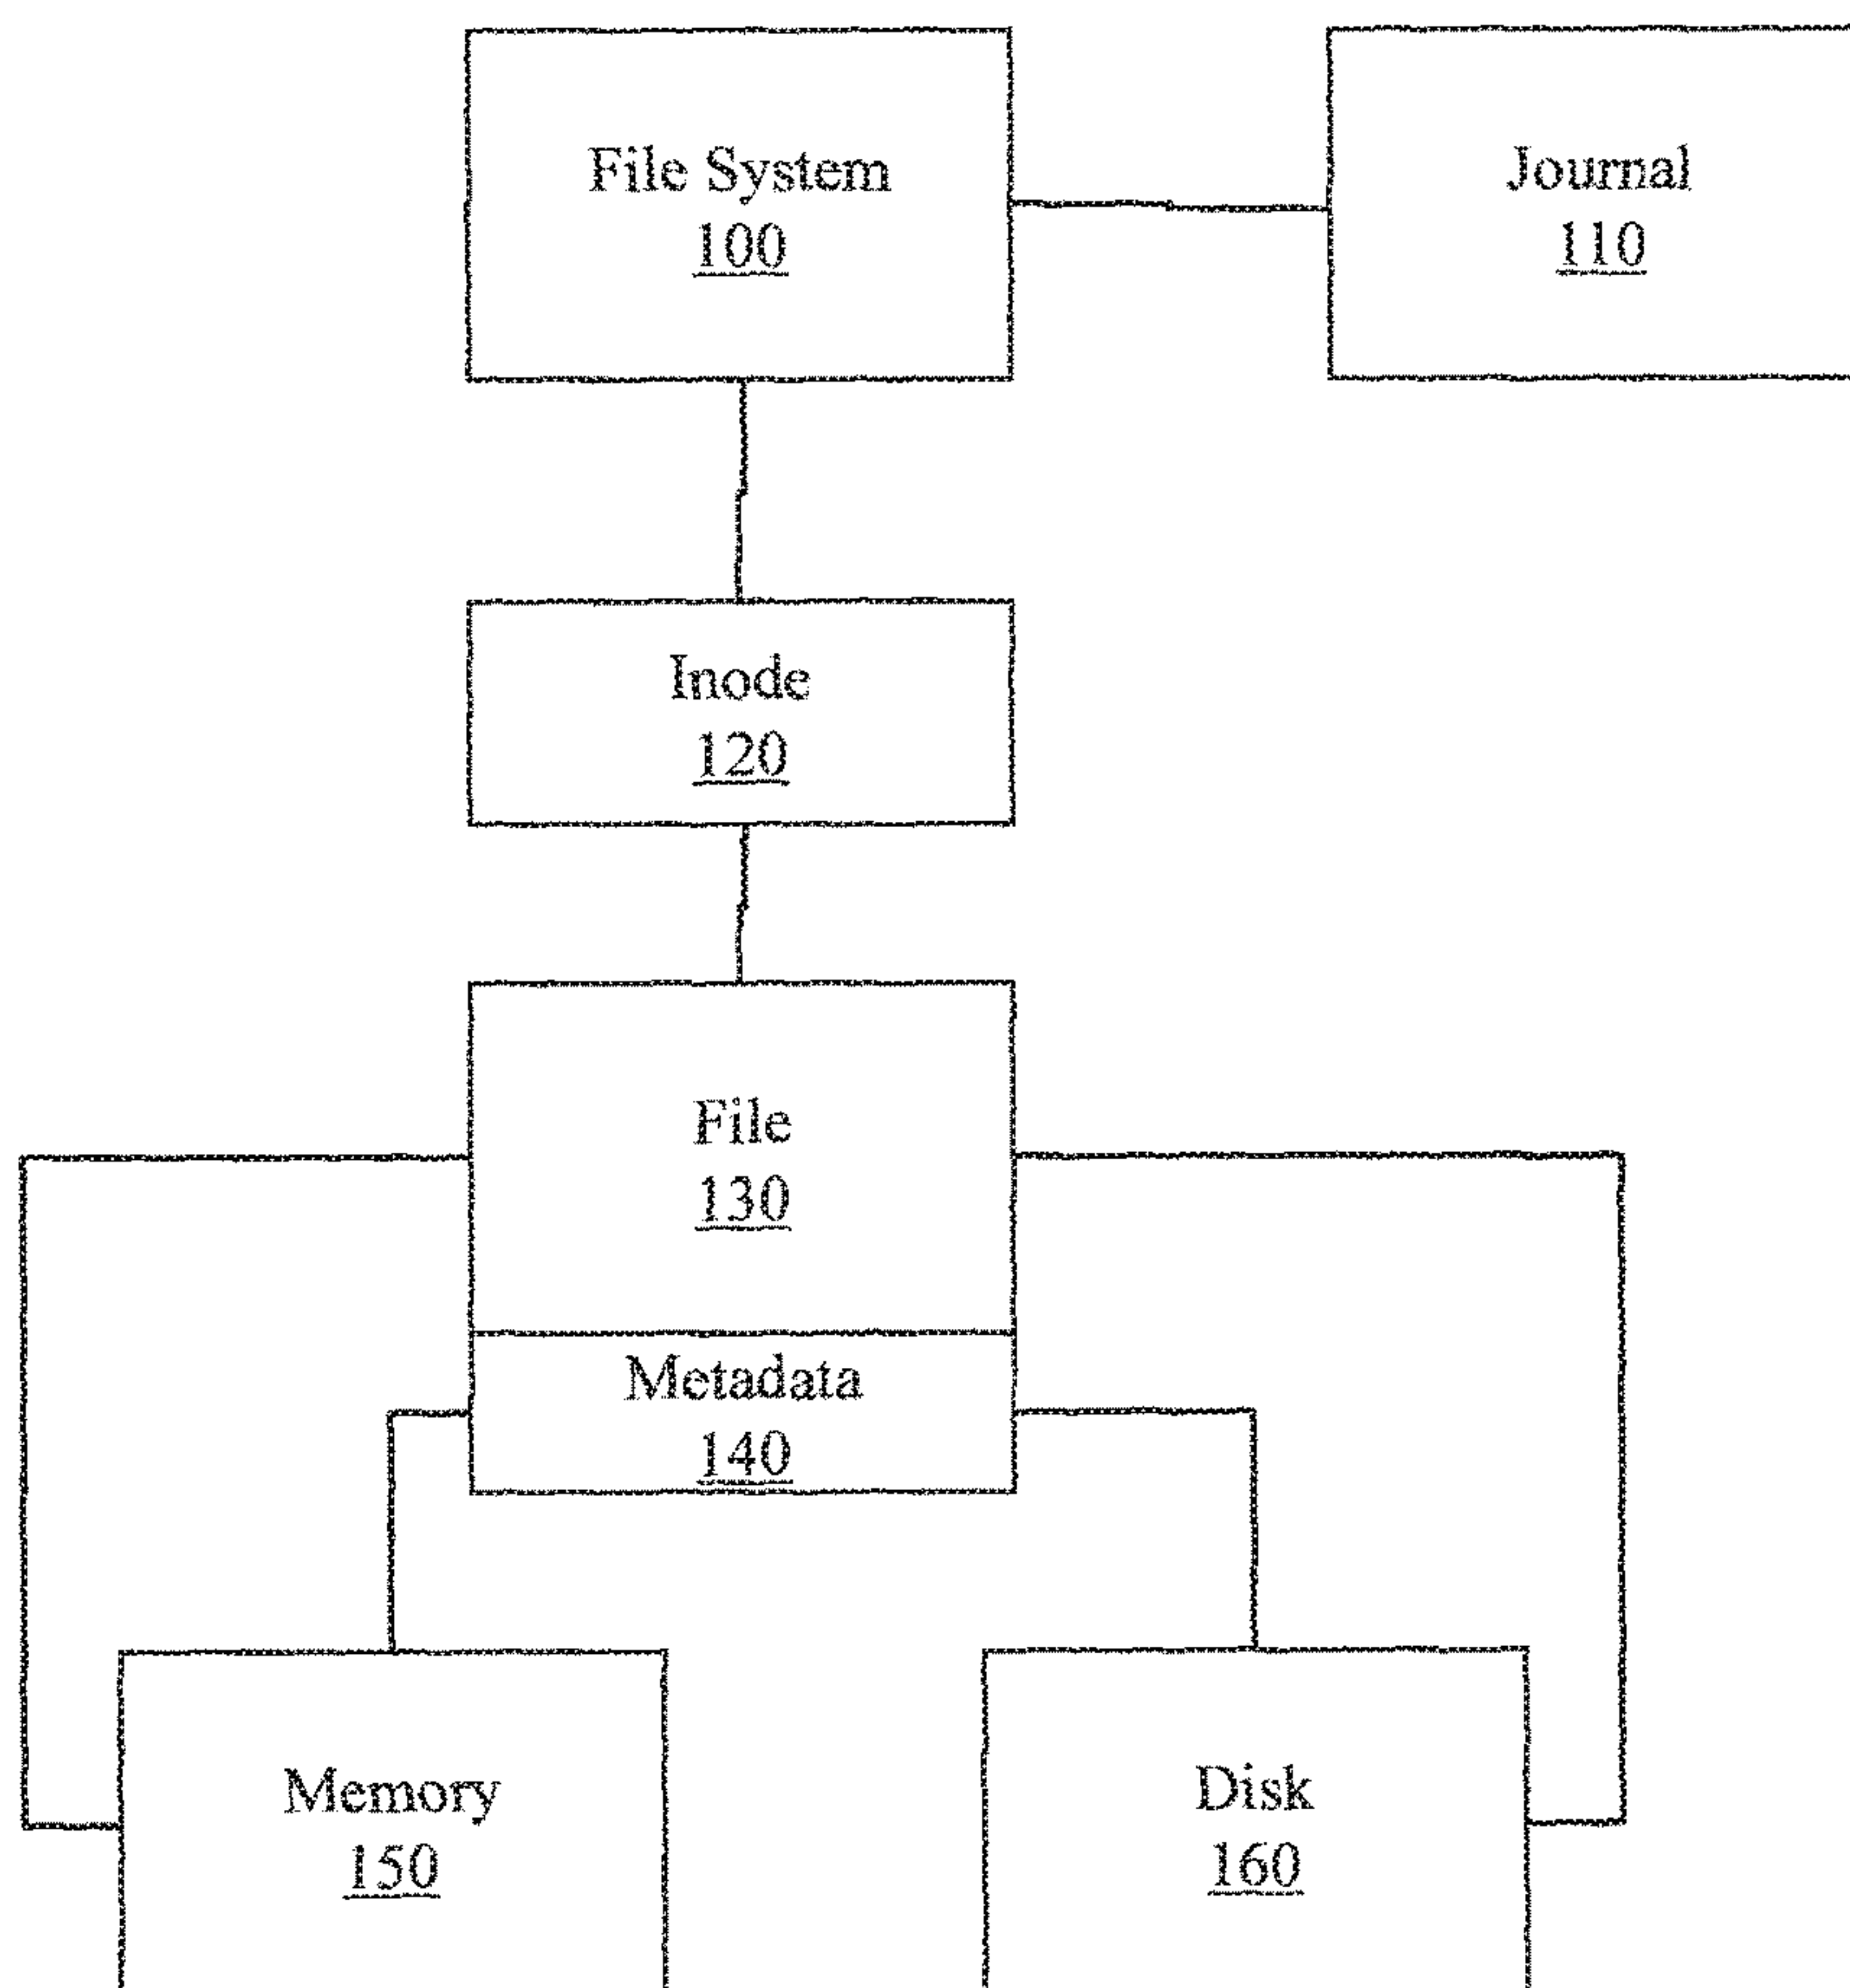 File System
100
Journal
110
Inode
120
File
130
Metadata
140
Memory
150
Disk
160